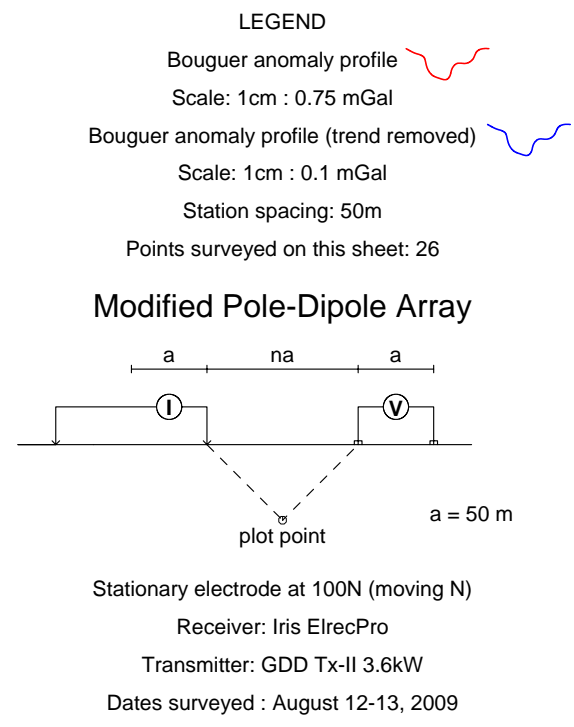 LEGEND
Bouguer anomaly profile
Scale: 1cm : 0.75 mGal
Bouguer anomaly profile (trend removed)
Scale: 1cm : 0.1 mGal
Station spacing: 50m
Points surveyed on this sheet: 26
Modified Pole-Dipole Array
a na a
I V
a = 50 m
plot point
Stationary electrode at 100N (moving N)
Receiver: Iris ElrecPro
Transmitter: GDD Tx-II 3.6kW
Dates surveyed : August 12-13, 2009